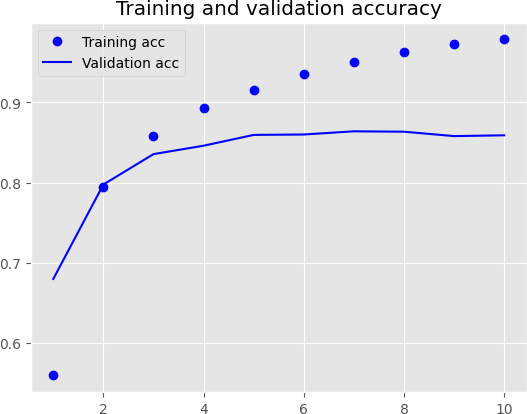 Training and validation accuracy
Training acc
Validation acc
0.9
0.8
0.7
0.6
2 4 6 8 10